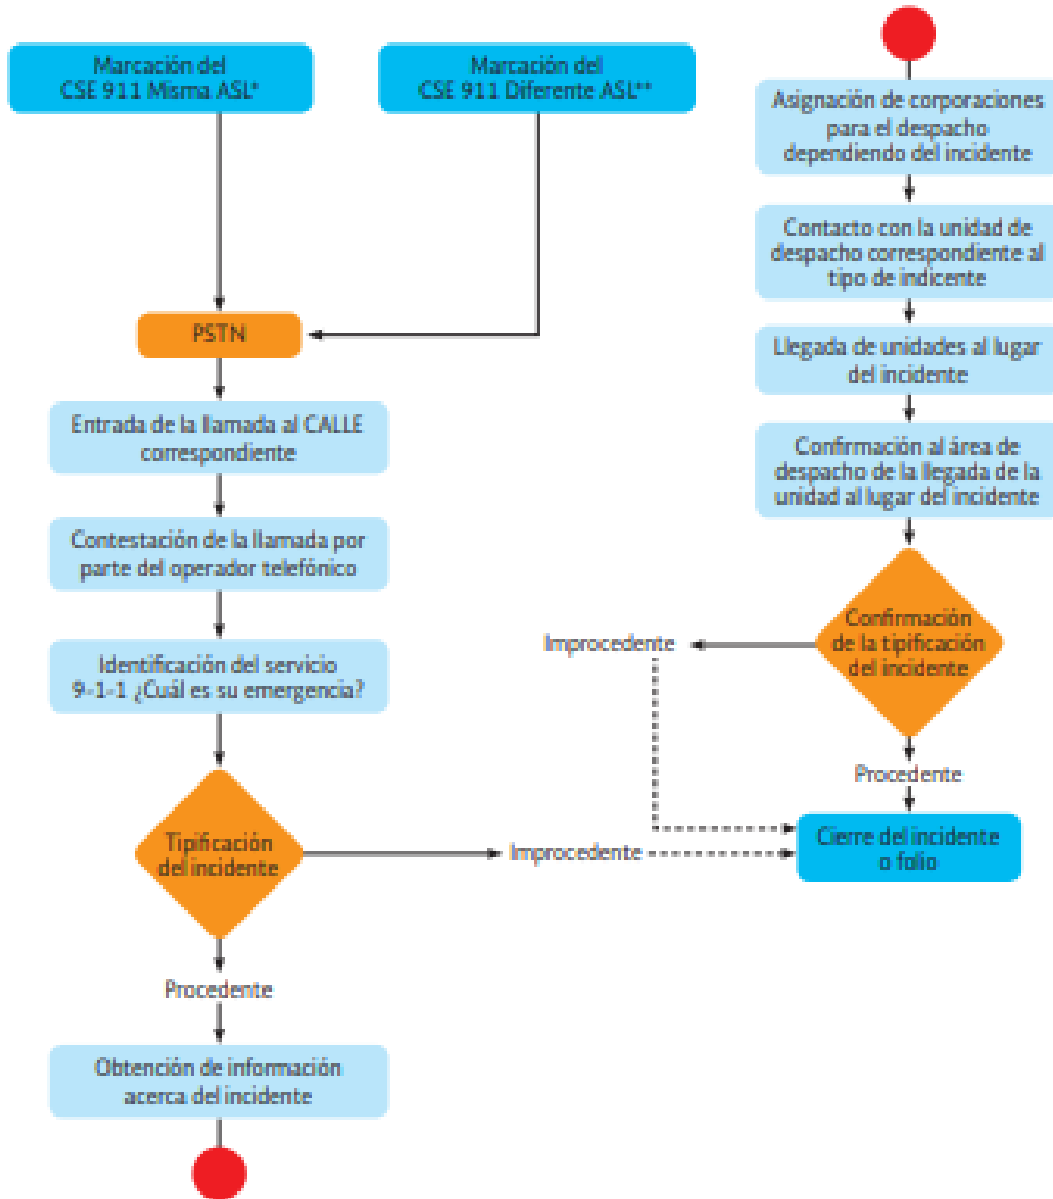 Marcación del
CSE 911 Misma ASL*
Marcación del
CSE 911 Diferente ASL**
PSTN
Entrada de la llamada al CALLE
correspondiente
Contestación de la llamada por
parte del operador telefónico
Identificación del servicio
9-1-1 ¿Cuál es su emergencia?
Tipificación
del incidente
Improcedente
Procedente
Obtención de información
acerca del incidente
Asignación de corporaciones
para el despacho
dependiendo del incidente
Contacto con la unidad de
despacho correspondiente al
tipo de indicente
Llegada de unidades al lugar
del incidente
Confirmación al área de
despacho de la llegada de la
unidad al lugar del incidente
Confirmación
de la tipificación
del inciidente
Improcedente
Procedente
Cierre del incidente
o folio